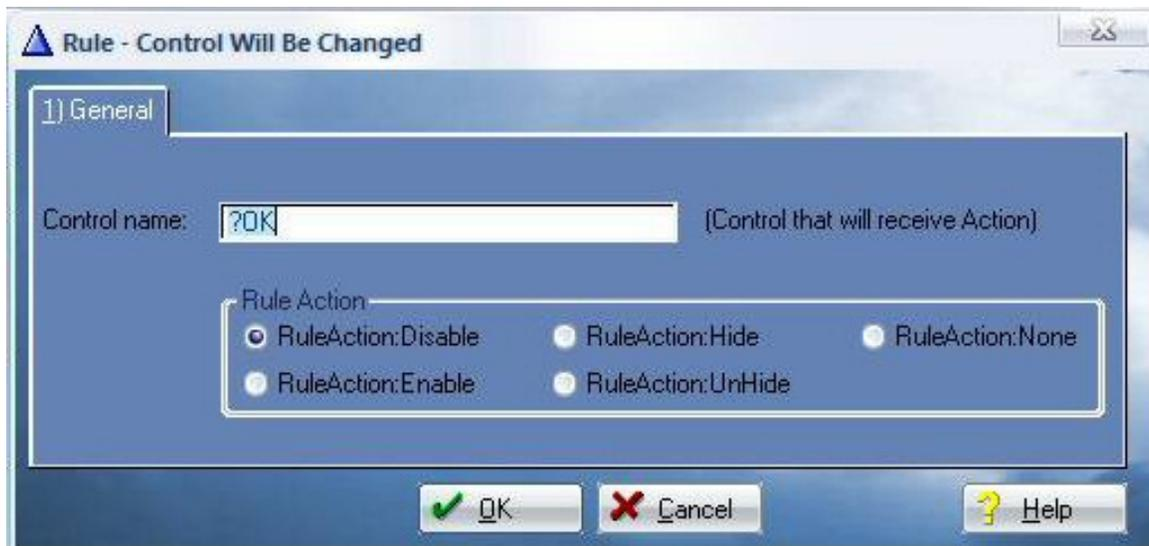 Rule - Control Will Be Changed
1) General
Control name: ?OK (Control that will receive Action)
Rule Action
RuleAction:Disable RuleAction:Hide RuleAction:None
RuleAction:Enable RuleAction:UnHide
OK Cancel Help